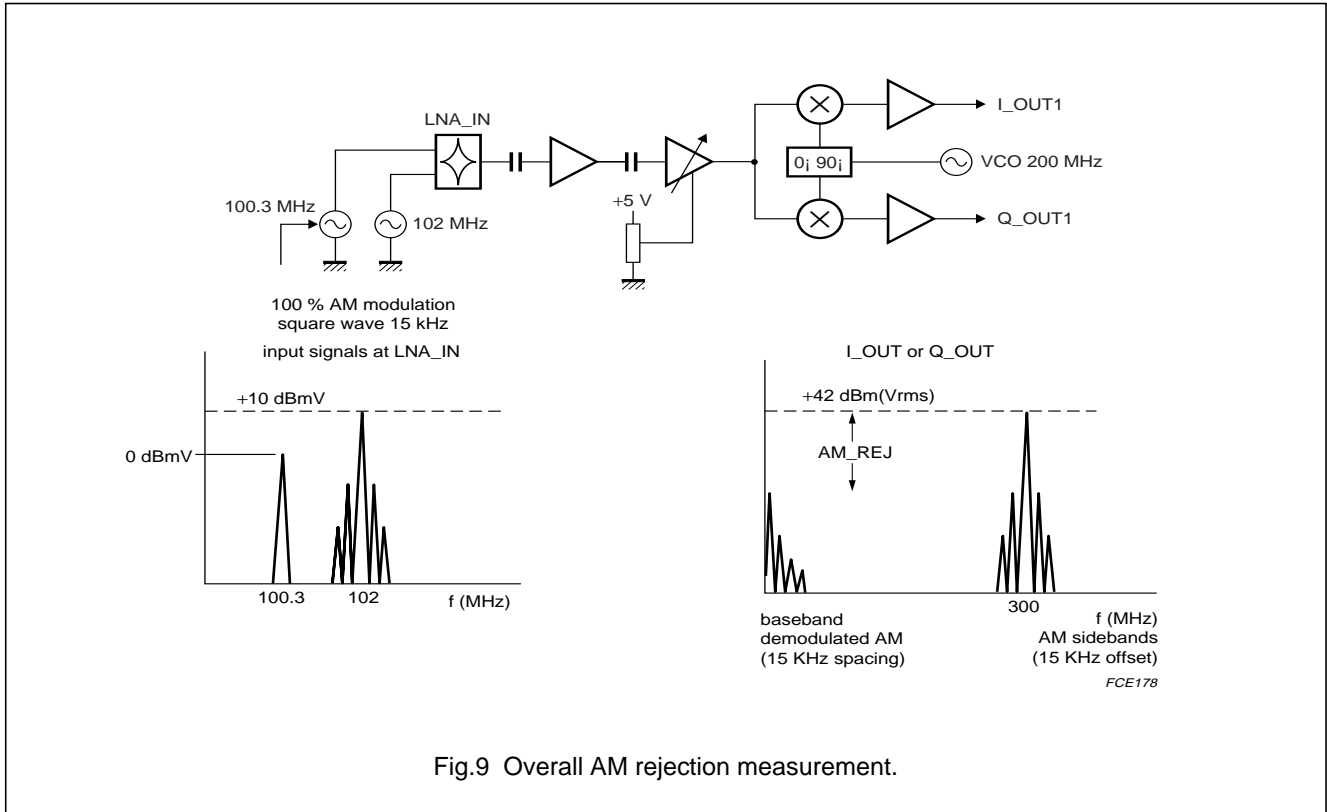 LNA_IN
I_OUT1
0¡ 90¡
VCO 200 MHz
+5 V
100.3 MHz
102 MHz
Q_OUT1
100 % AM modulation
square wave 15 kHz
input signals at LNA_IN
+10 dBmV
0 dBmV
100.3
102
f (MHz)
I_OUT or Q_OUT
+42 dBm(Vrms)
AM_REJ
300
f (MHz)
baseband
demodulated AM
(15 KHz spacing)
AM sidebands
(15 KHz offset)
FCE178
Fig.9 Overall AM rejection measurement.